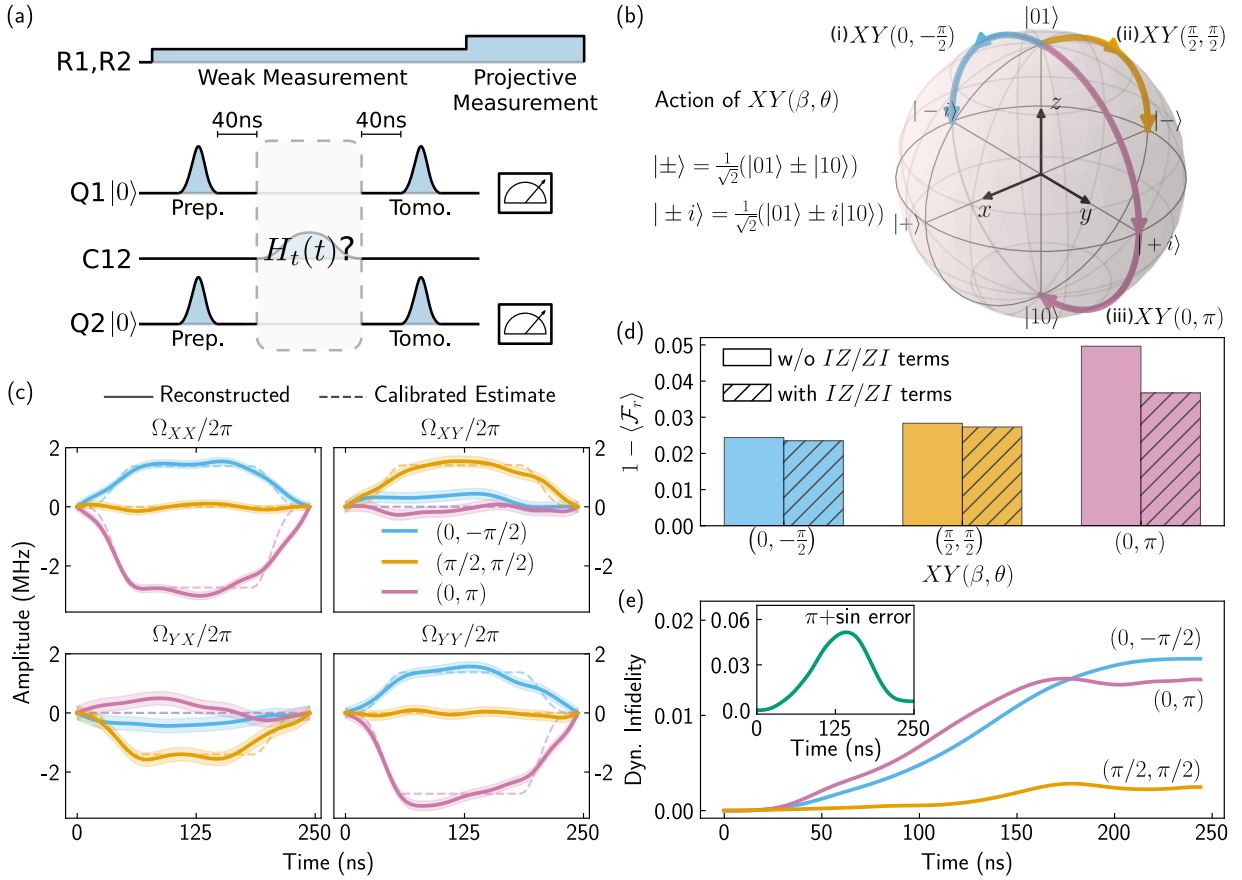 (a)
R1,R2
Weak Measurement
Projective
Measurement
40ns
40ns
Q1 |0⟩
Prep.
Tomo.
C12
H_t(t)?
Q2 |0⟩
Prep.
Tomo.
(b)
|01⟩
(i)XY(0, −π/2)
(ii)XY(π/2, π/2)
Action of XY(β, θ)
|±⟩ = 1/√2(|01⟩ ± |10⟩)
| ± i⟩ = 1/√2(|01⟩ ± i|10⟩)
| − i⟩
|−⟩
z
x
y
|+⟩
| + i⟩
|10⟩
(iii)XY(0, π)
(c)
Reconstructed
Calibrated Estimate
Ω_XX/2π
Ω_XY/2π
2
0
-2
2
0
-2
(0, −π/2)
(π/2, π/2)
(0, π)
Ω_YX/2π
Ω_YY/2π
2
0
-2
2
0
-2
0
125
250
0
125
250
Amplitude (MHz)
Time (ns)
Time (ns)
(d)
w/o IZ/ZI terms
with IZ/ZI terms
1 − ⟨F_r⟩
0.05
0.04
0.03
0.02
0.01
0.00
(0, −π/2)
(π/2, π/2)
(0, π)
XY(β, θ)
(e)
Dyn. Infidelity
0.02
0.01
0.00
π+sin error
0.06
0.03
0.0
0
125
250
Time (ns)
(0, −π/2)
(0, π)
(π/2, π/2)
0
50
100
150
200
250
Time (ns)